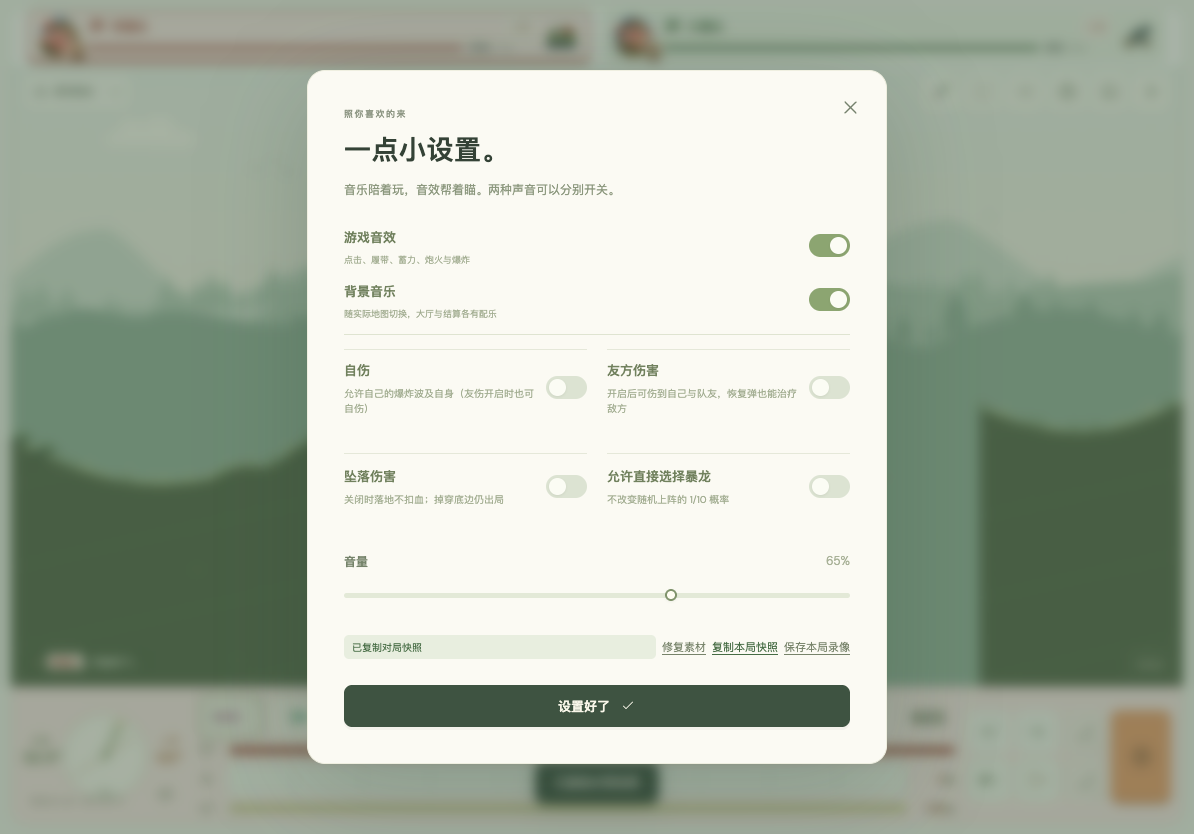 照你喜欢的来
一点小设置。
音乐陪着玩，音效帮着瞄。两种声音可以分别开关。
游戏音效
点击、履带、蓄力、炮火与爆炸
背景音乐
随实际地图切换，大厅与结算各有配乐
自伤
允许自己的爆炸波及自身（友伤开启时也可
自伤）
友方伤害
开启后可伤到自己与队友，恢复弹也能治疗
敌方
坠落伤害
关闭时落地不扣血；掉穿底边仍出局
允许直接选择暴龙
不改变随机上阵的 1/10 概率
音量
65%
已复制对局快照
修复素材 复制本局快照 保存本局录像
设置好了